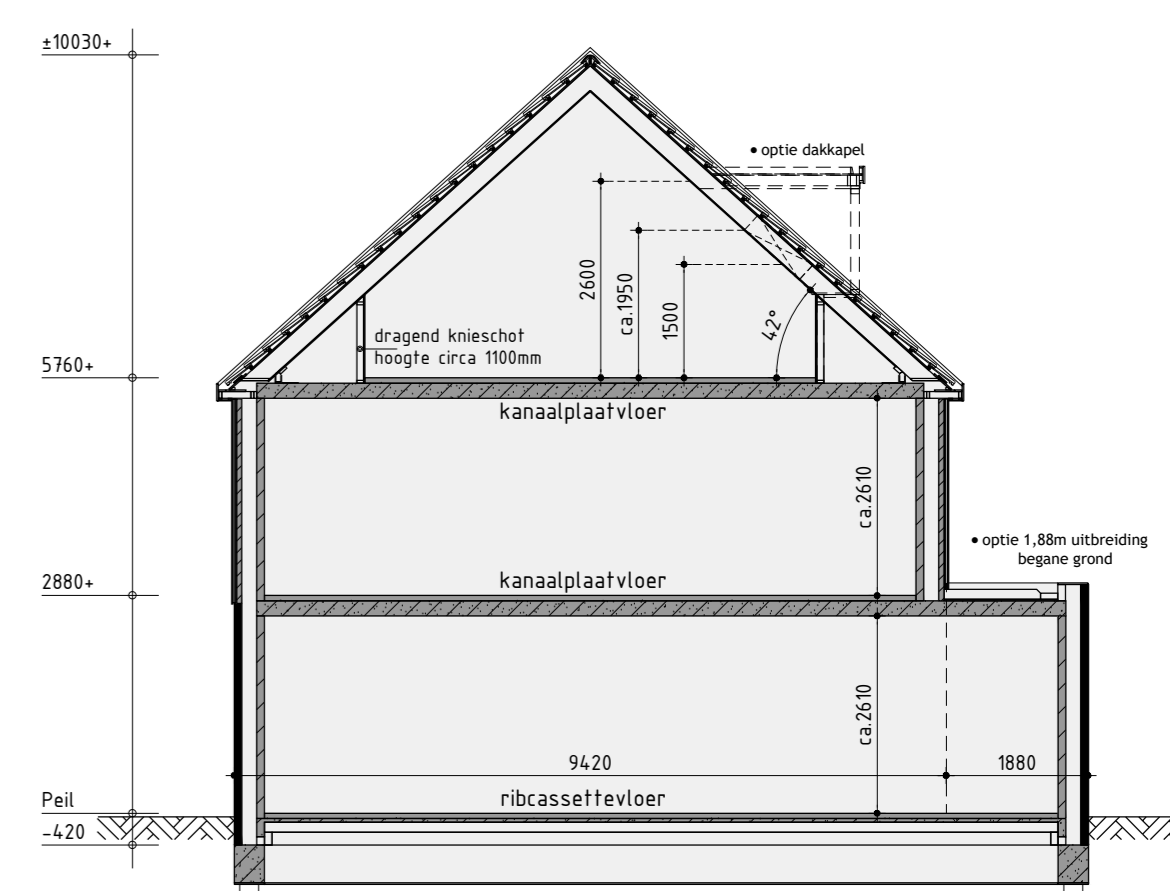 ±10030+
• optie dakkapel
2600
ca.1950
1500
42°
dragend knieschot
hoogte circa 1100mm
5760+
kanaalplaatvloer
ca.2610
• optie 1,88m uitbreiding
begane grond
2880+
kanaalplaatvloer
ca.2610
9420
1880
Peil
ribcassettevloer
-420